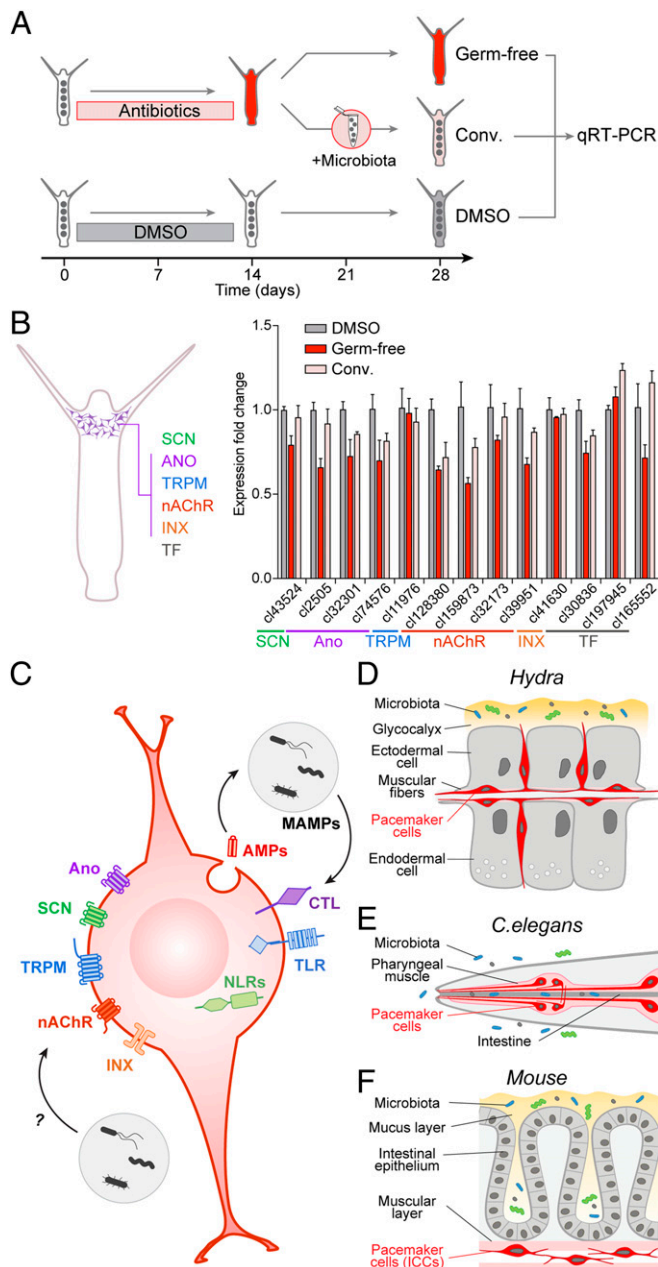 A
Germ-free
Antibiotics
+Microbiota
Conv.
qRT-PCR
DMSO
DMSO
0 7 14 21 28
Time (days)
B
SCN
ANO
TRPM
nAChR
INX
TF
Expression fold change
1.5
1.0
0.5
0.0
DMSO
Germ-free
Conv.
cl43524
cl2505
cl32301
cl74576
cl11976
cl128380
cl159873
cl32173
cl39951
cl41630
cl30836
cl197945
cl165552
SCN Ano TRPM nAChR INX TF
C
MAMPs
AMPs
Ano
SCN
TRPM
nAChR
INX
CTL
TLR
NLRs
?
D Hydra
Microbiota
Glycocalyx
Ectodermal
cell
Muscular
fibers
Pacemaker
cells
Endodermal
cell
E C.elegans
Microbiota
Pharyngeal
muscle
Pacemaker
cells
Intestine
F Mouse
Microbiota
Mucus layer
Intestinal
epithelium
Muscular
layer
Pacemaker
cells (ICCs)